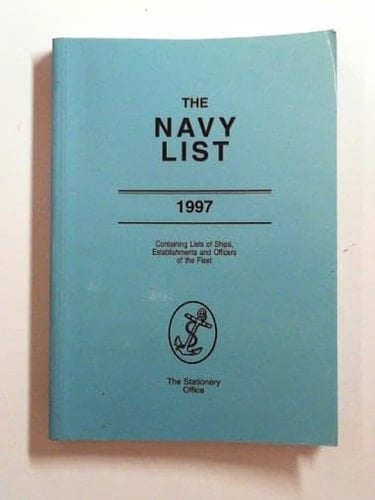 THE
NAVY
LIST
1997
Containing Lists of Ships,
Establishments and Officers
of the Fleet
The Stationery
Office